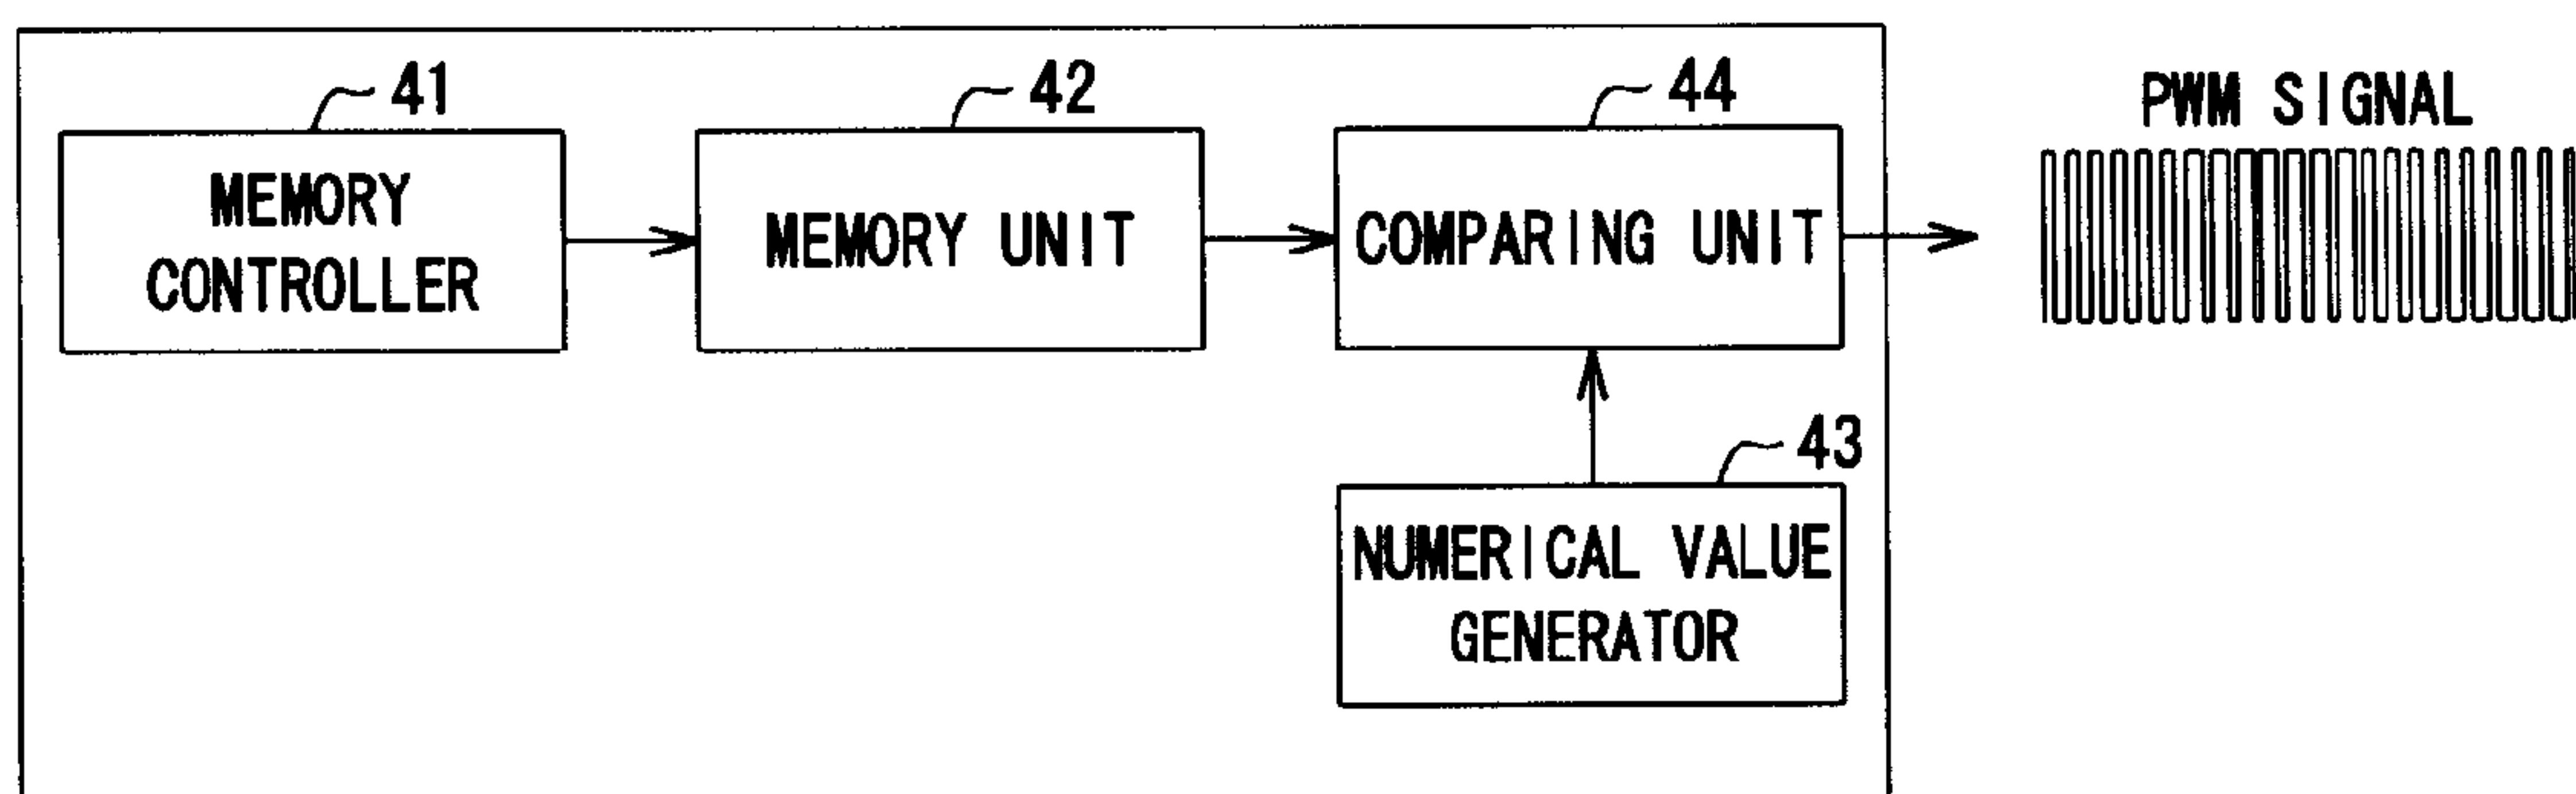 41
42
44
PWM SIGNAL
MEMORY
CONTROLLER
MEMORY UNIT
COMPARING UNIT
43
NUMERICAL VALUE
GENERATOR